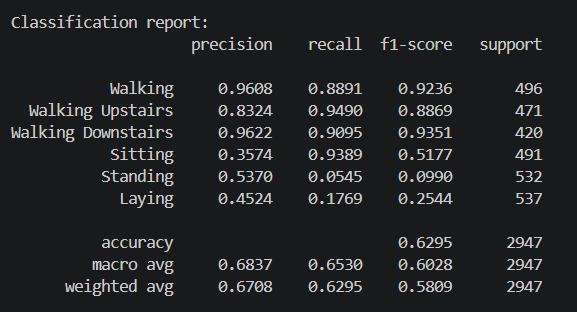 Classification report:
precision recall f1-score support
Walking 0.9608 0.8891 0.9236 496
Walking Upstairs 0.8324 0.9490 0.8869 471
Walking Downstairs 0.9622 0.9095 0.9351 420
Sitting 0.3574 0.9389 0.5177 491
Standing 0.5370 0.0545 0.0990 532
Laying 0.4524 0.1769 0.2544 537
accuracy 0.6295 2947
macro avg 0.6837 0.6530 0.6028 2947
weighted avg 0.6708 0.6295 0.5809 2947